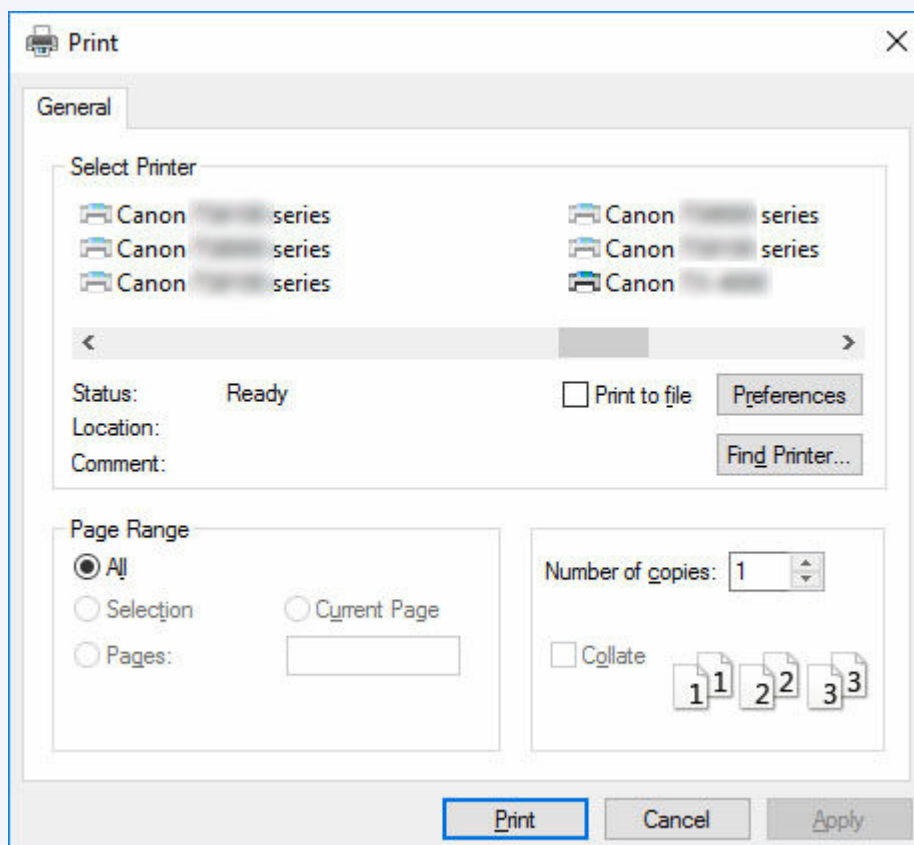 Print
General
Select Printer
Canon series
Canon series
Canon series
Canon series
Canon series
Canon
Status: Ready
Location:
Comment:
Print to file
Preferences
Find Printer...
Page Range
All
Selection
Current Page
Pages:
Number of copies: 1
Collate
1 1 2 2 3 3
Print
Cancel
Apply